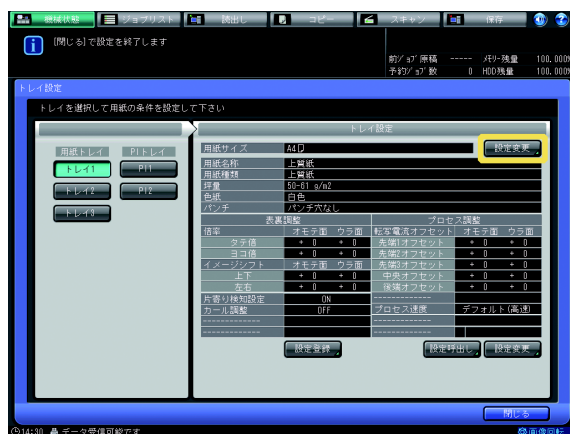 機械状態 ジョブリスト 読出し コピー スキャン 保存
[閉じる]で設定を終了します
前ジョブ原稿 ----- メモリー残量 100.000%
予約ジョブ数 0 HDD残量 100.000%
トレイ設定
トレイを選択して用紙の条件を設定して下さい
トレイ設定
用紙トレイ PIトレイ
トレイ1 PI1
トレイ2 PI2
トレイ3
用紙サイズ A4 設定変更
用紙名称 上質紙
用紙種類 上質紙
坪量 50-61 g/m2
色紙 白色
パンチ パンチ穴なし
表裏調整 プロセス調整
倍率 オモテ面 ウラ面 転写電流オフセット オモテ面 ウラ面
タテ倍 + 0 + 0 先端1オフセット + 0 + 0
ヨコ倍 + 0 + 0 先端2オフセット + 0 + 0
イメージシフト オモテ面 ウラ面 先端3オフセット + 0 + 0
上下 + 0 + 0 中央オフセット + 0 + 0
左右 + 0 + 0 後端オフセット + 0 + 0
片寄り検知設定 ON -------------
カール調整 OFF プロセス速度 デフォルト(高速)
------------- -------------
------------- -------------
設定登録 設定呼出し 設定変更
閉じる
14:30 データ受信可能です 画像回転